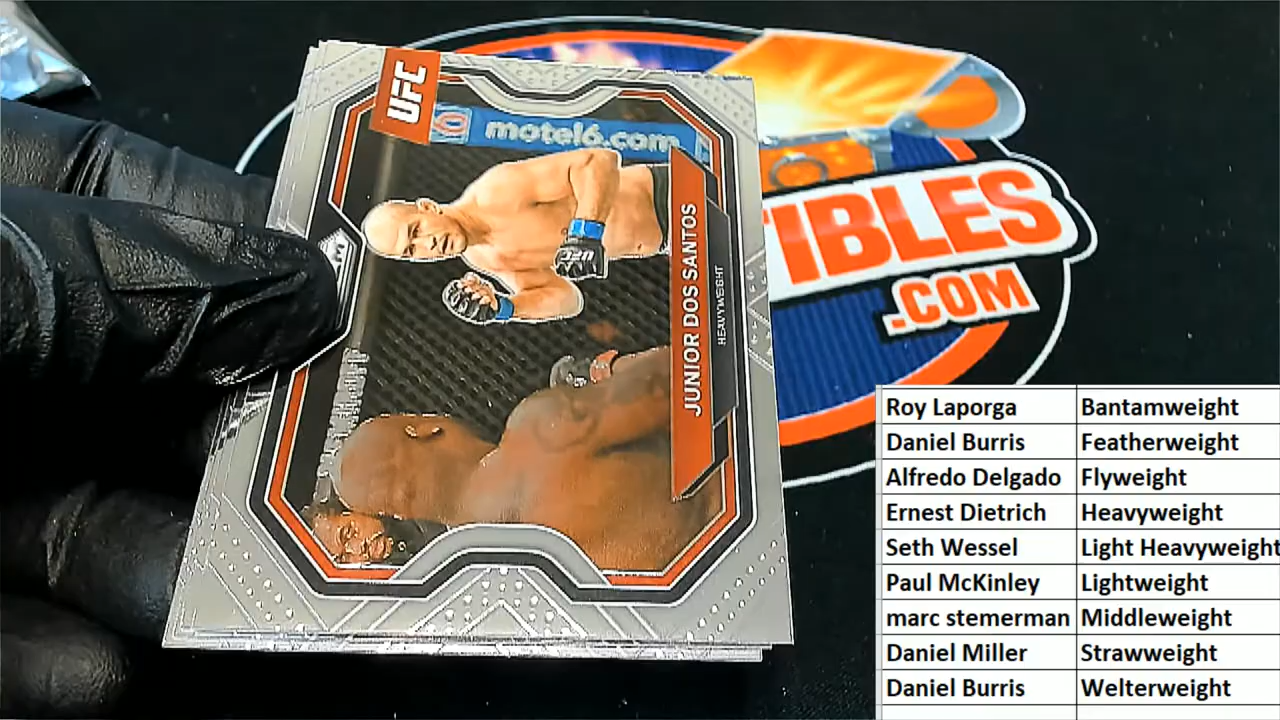 UFC
motel6.com
JUNIOR DOS SANTOS
HEAVYWEIGHT
UFC
TIBLES
.COM
Roy Laporga Bantamweight
Daniel Burris Featherweight
Alfredo Delgado Flyweight
Ernest Dietrich Heavyweight
Seth Wessel Light Heavyweight
Paul McKinley Lightweight
marc stemerman Middleweight
Daniel Miller Strawweight
Daniel Burris Welterweight